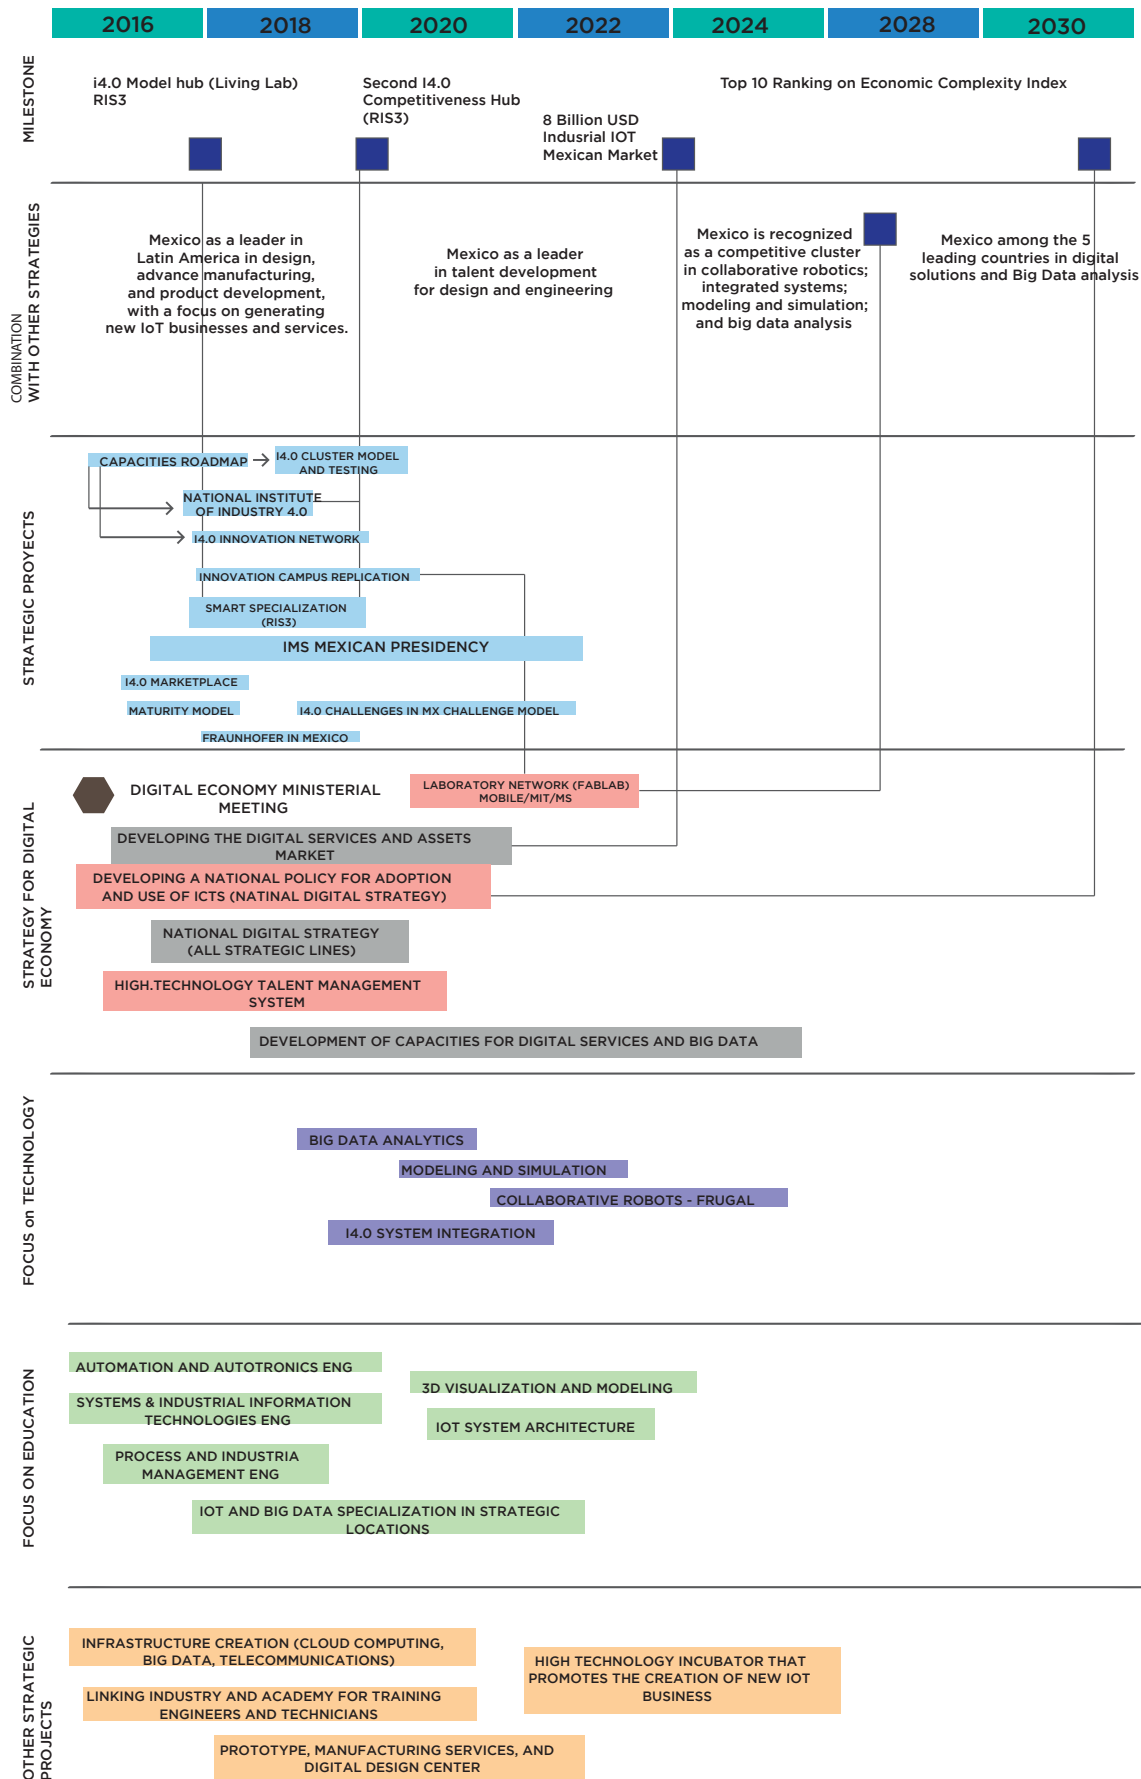 2016
2018
2020
2022
2024
2028
2030
MILESTONE
i4.0 Model hub (Living Lab)
RIS3
Second I4.0
Competitiveness Hub
(RIS3)
8 Billion USD
Indusrial IOT
Mexican Market
Top 10 Ranking on Economic Complexity Index
COMBINATION
WITH OTHER STRATEGIES
Mexico as a leader in
Latin America in design,
advance manufacturing,
and product development,
with a focus on generating
new IoT businesses and services.
Mexico as a leader
in talent development
for design and engineering
Mexico is recognized
as a competitive cluster
in collaborative robotics;
integrated systems;
modeling and simulation;
and big data analysis
Mexico among the 5
leading countries in digital
solutions and Big Data analysis
STRATEGIC PROYECTS
CAPACITIES ROADMAP
I4.0 CLUSTER MODEL
AND TESTING
NATIONAL INSTITUTE
OF INDUSTRY 4.0
I4.0 INNOVATION NETWORK
INNOVATION CAMPUS REPLICATION
SMART SPECIALIZATION
(RIS3)
IMS MEXICAN PRESIDENCY
I4.0 MARKETPLACE
MATURITY MODEL
I4.0 CHALLENGES IN MX CHALLENGE MODEL
FRAUNHOFER IN MEXICO
STRATEGY FOR DIGITAL
ECONOMY
DIGITAL ECONOMY MINISTERIAL
MEETING
LABORATORY NETWORK (FABLAB)
MOBILE/MIT/MS
DEVELOPING THE DIGITAL SERVICES AND ASSETS
MARKET
DEVELOPING A NATIONAL POLICY FOR ADOPTION
AND USE OF ICTS (NATINAL DIGITAL STRATEGY)
NATIONAL DIGITAL STRATEGY
(ALL STRATEGIC LINES)
HIGH.TECHNOLOGY TALENT MANAGEMENT
SYSTEM
DEVELOPMENT OF CAPACITIES FOR DIGITAL SERVICES AND BIG DATA
FOCUS on TECHNOLOGY
BIG DATA ANALYTICS
MODELING AND SIMULATION
COLLABORATIVE ROBOTS - FRUGAL
I4.0 SYSTEM INTEGRATION
FOCUS ON EDUCATION
AUTOMATION AND AUTOTRONICS ENG
3D VISUALIZATION AND MODELING
SYSTEMS & INDUSTRIAL INFORMATION
TECHNOLOGIES ENG
IOT SYSTEM ARCHITECTURE
PROCESS AND INDUSTRIA
MANAGEMENT ENG
IOT AND BIG DATA SPECIALIZATION IN STRATEGIC
LOCATIONS
OTHER STRATEGIC
PROJECTS
INFRASTRUCTURE CREATION (CLOUD COMPUTING,
BIG DATA, TELECOMMUNICATIONS)
HIGH TECHNOLOGY INCUBATOR THAT
PROMOTES THE CREATION OF NEW IOT
BUSINESS
LINKING INDUSTRY AND ACADEMY FOR TRAINING
ENGINEERS AND TECHNICIANS
PROTOTYPE, MANUFACTURING SERVICES, AND
DIGITAL DESIGN CENTER